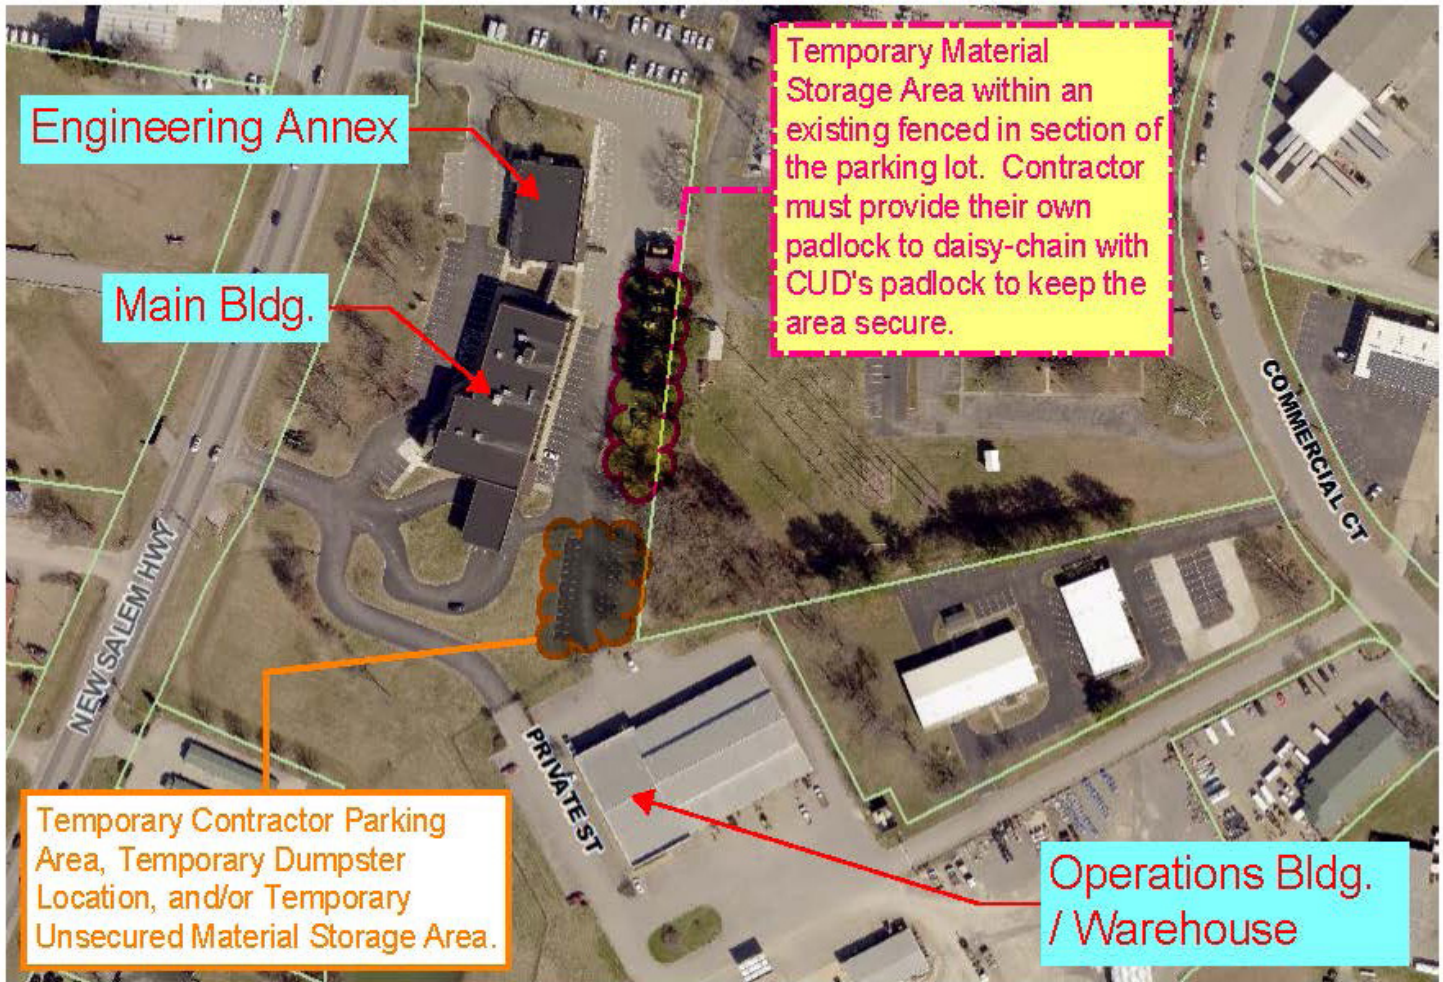 Engineering Annex
Main Bldg.
Temporary Material
Storage Area within an
existing fenced in section of
the parking lot.  Contractor
must provide their own
padlock to daisy-chain with
CUD's padlock to keep the
area secure.
COMMERCIAL CT
NEW SALEM HWY
PRIVATE ST
Temporary Contractor Parking
Area, Temporary Dumpster
Location, and/or Temporary
Unsecured Material Storage Area.
Operations Bldg.
/ Warehouse